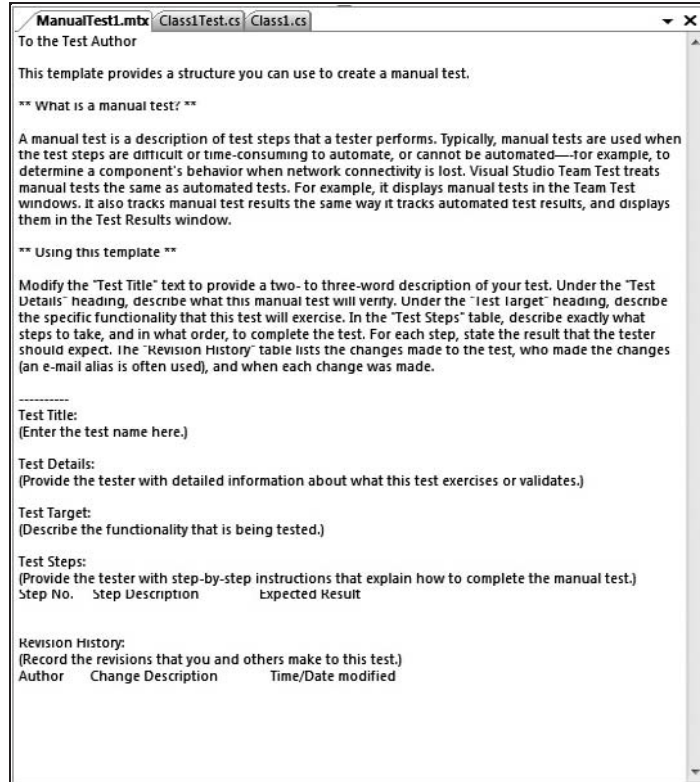 ManualTest1.mtx Class1Test.cs Class1.cs
To the Test Author
This template provides a structure you can use to create a manual test.
** What is a manual test? **
A manual test is a description of test steps that a tester performs. Typically, manual tests are used when
the test steps are difficult or time-consuming to automate, or cannot be automated—-for example, to
determine a component's behavior when network connectivity is lost. Visual Studio Team Test treats
manual tests the same as automated tests. For example, it displays manual tests in the Team Test
windows. It also tracks manual test results the same way it tracks automated test results, and displays
them in the Test Results window.
** Using this template **
Modify the "Test Title" text to provide a two- to three-word description of your test. Under the "Test
Details" heading, describe what this manual test will verify. Under the "Test Target" heading, describe
the specific functionality that this test will exercise. In the "Test Steps" table, describe exactly what
steps to take, and in what order, to complete the test. For each step, state the result that the tester
should expect. The "Revision History" table lists the changes made to the test, who made the changes
(an e-mail alias is often used), and when each change was made.
----------
Test Title:
(Enter the test name here.)
Test Details:
(Provide the tester with detailed information about what this test exercises or validates.)
Test Target:
(Describe the functionality that is being tested.)
Test Steps:
(Provide the tester with step-by-step instructions that explain how to complete the manual test.)
Step No. Step Description Expected Result
Revision History:
(Record the revisions that you and others make to this test.)
Author Change Description Time/Date modified